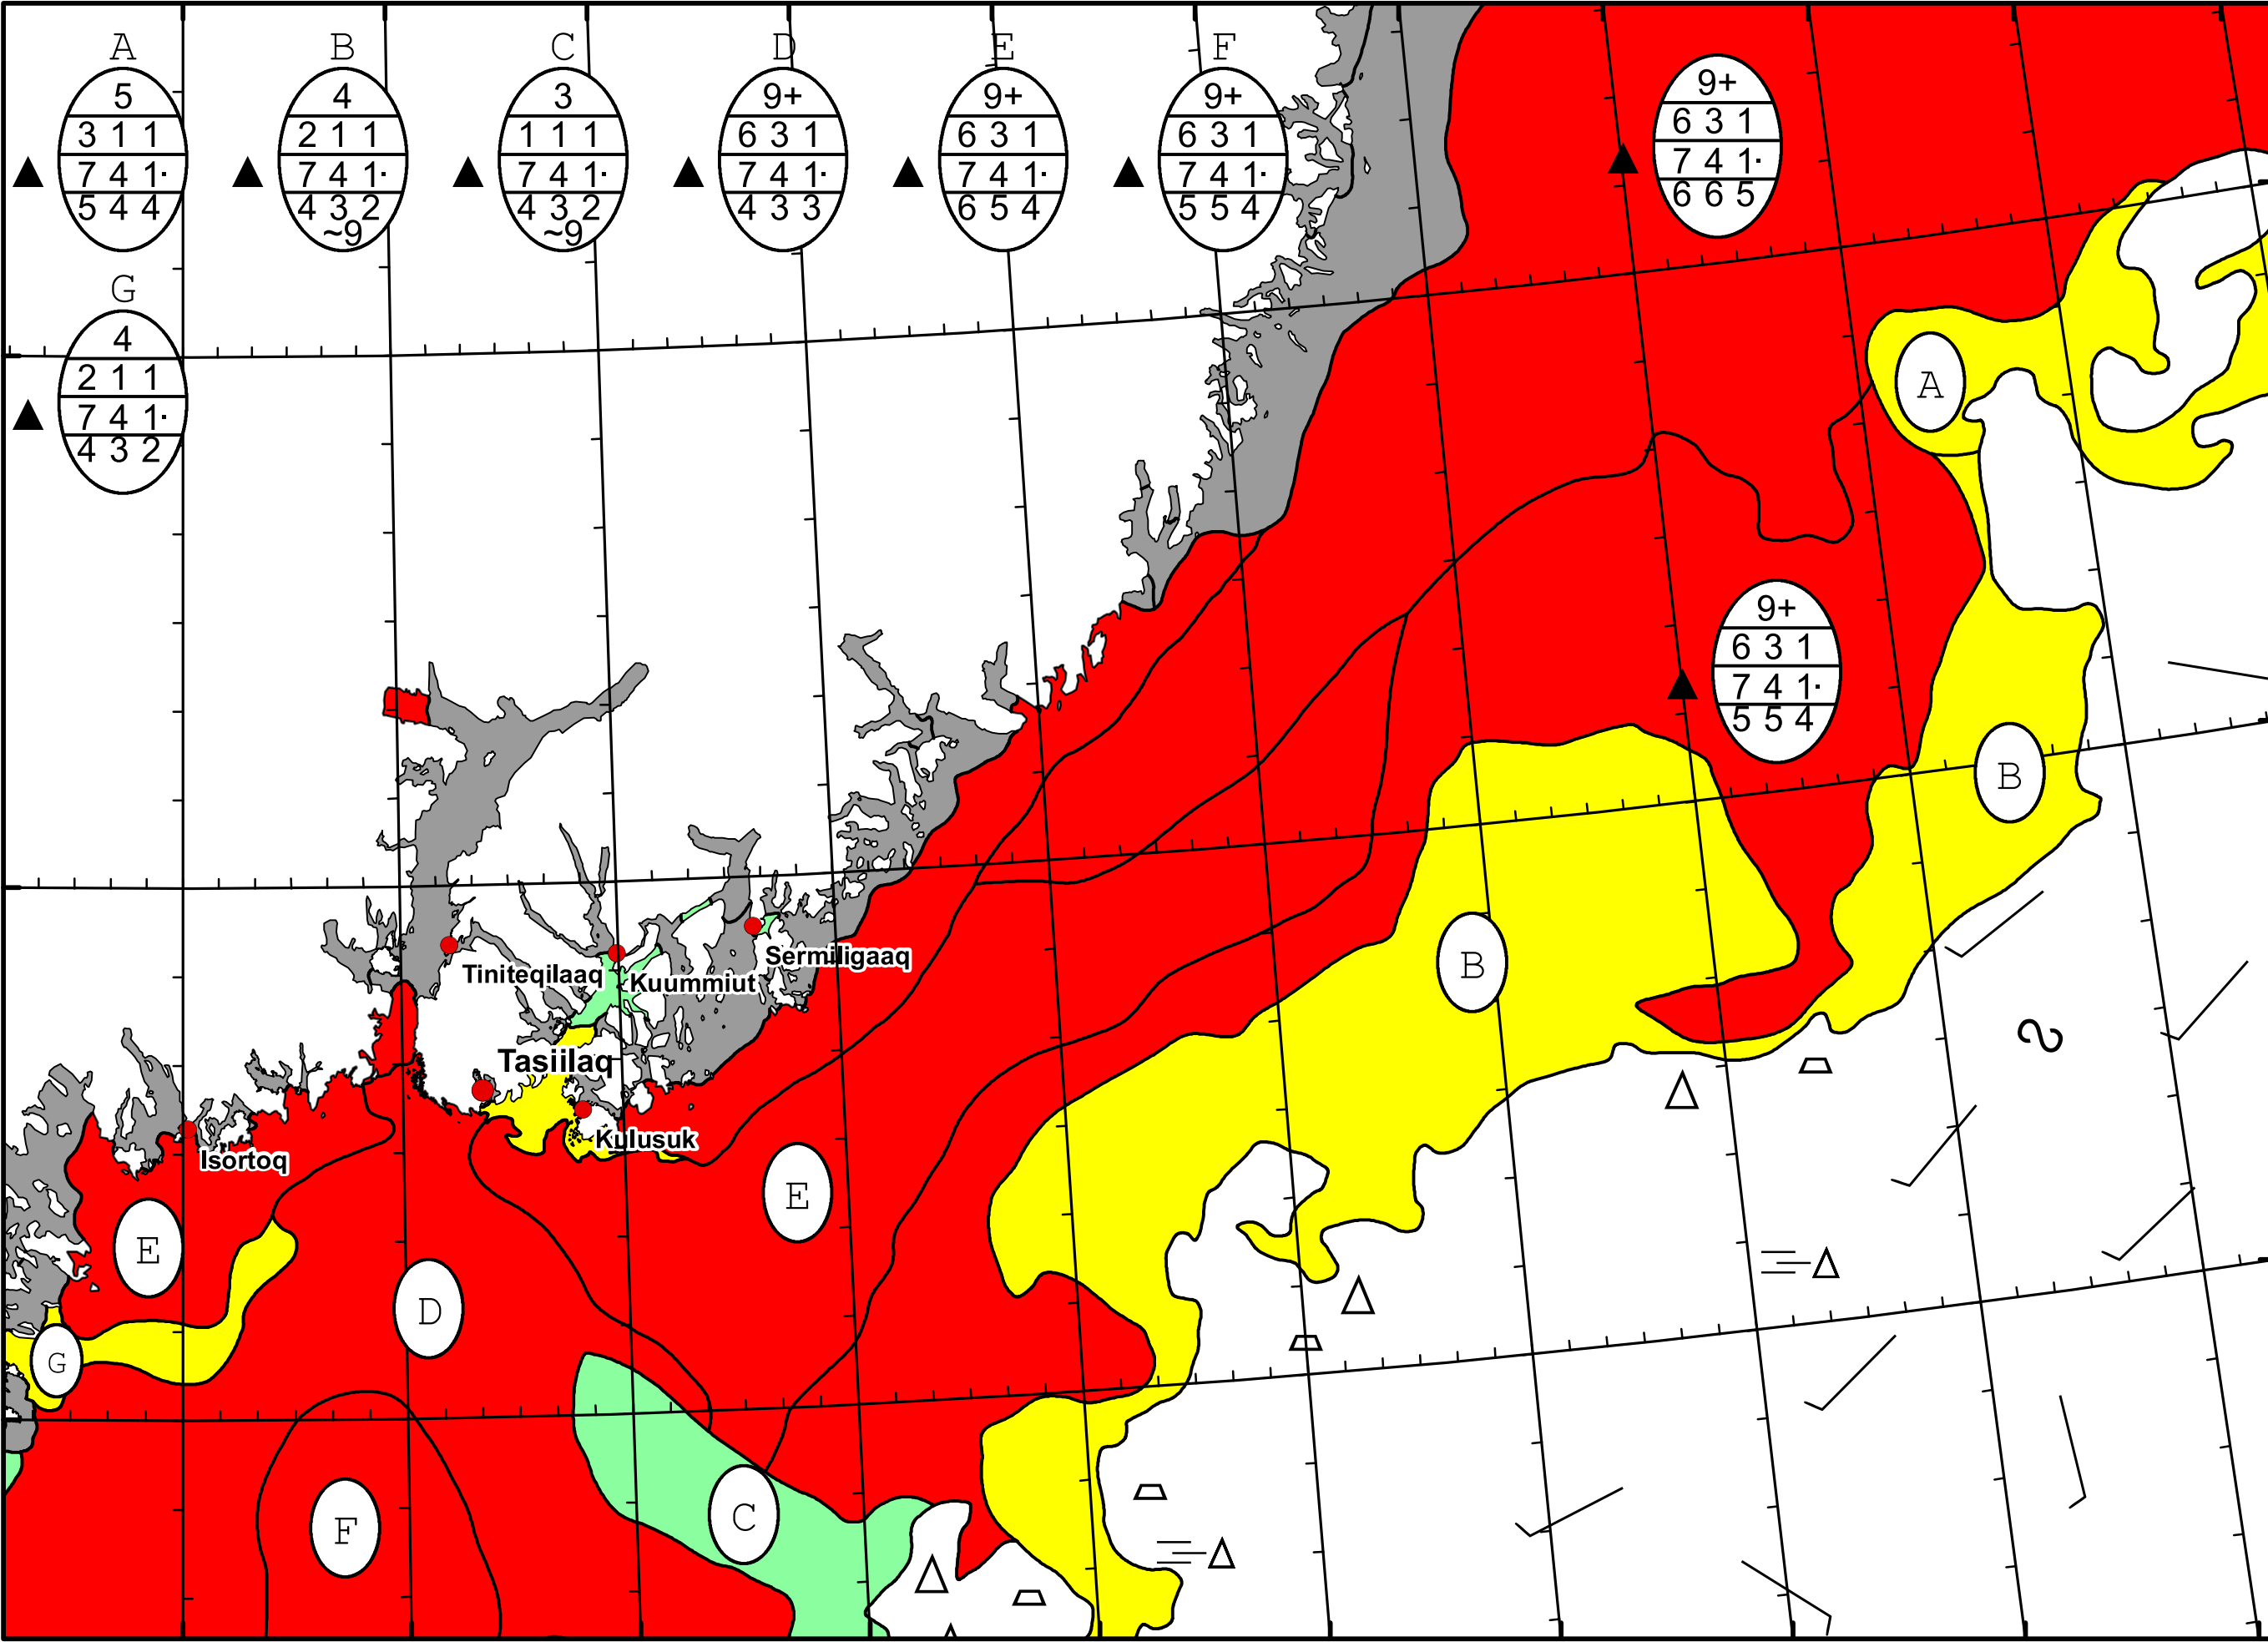 A B C D E F
5
3 1 1
7 4 1·
5 4 4
4
2 1 1
7 4 1·
4 3 2
~9
3
1 1 1
7 4 1·
4 3 2
~9
9+
6 3 1
7 4 1·
4 3 3
9+
6 3 1
7 4 1·
6 5 4
9+
6 3 1
7 4 1·
5 5 4
9+
6 3 1
7 4 1·
6 6 5
G
4
2 1 1
7 4 1·
4 3 2
A
9+
6 3 1
7 4 1·
5 5 4
B
B
Sermiligaaq
Tiniteqilaaq
Kuummiut
Tasiilaq
Kulusuk
Isortoq
E
E
D
G
C
F